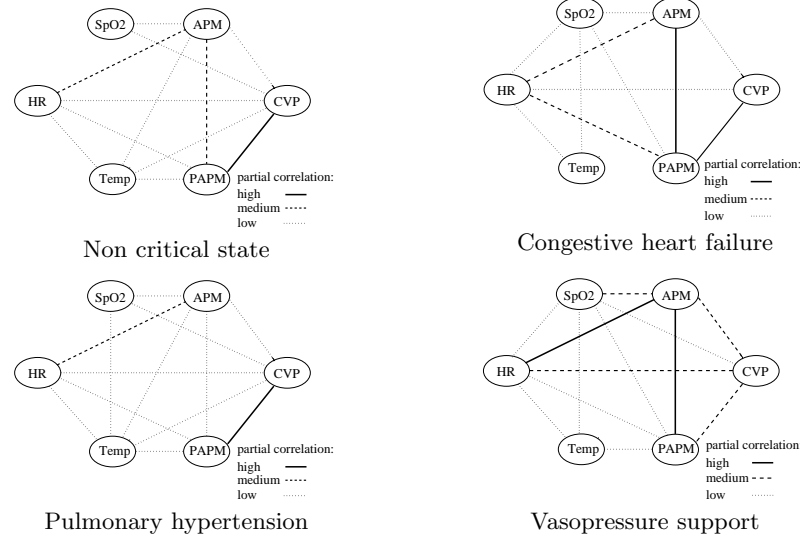 SpO2
APM
HR
CVP
Temp
PAPM
partial correlation:
high
medium
low
Non critical state
SpO2
APM
HR
CVP
Temp
PAPM
partial correlation:
high
medium
low
Congestive heart failure
SpO2
APM
HR
CVP
Temp
PAPM
partial correlation:
high
medium
low
Pulmonary hypertension
SpO2
APM
HR
CVP
Temp
PAPM
partial correlation
high
medium
low
Vasopressure support